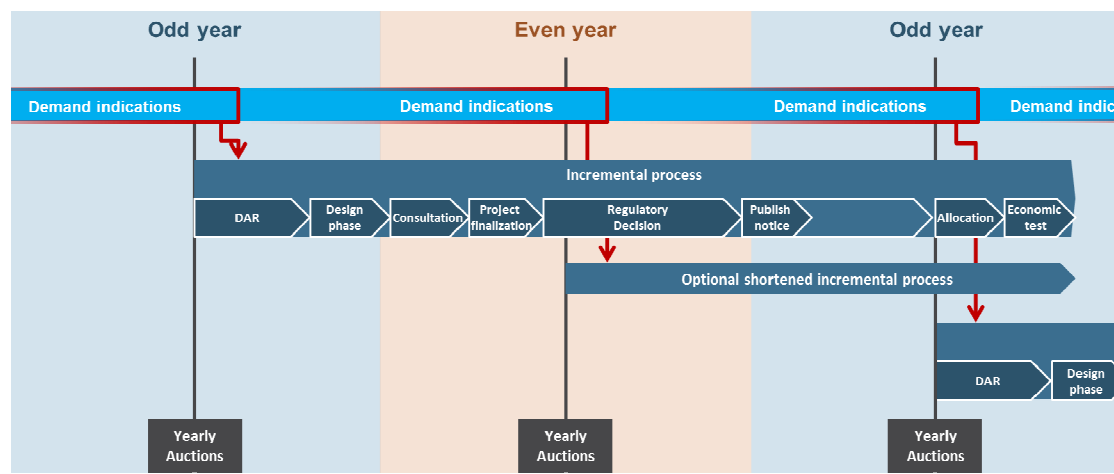 Odd year
Even year
Odd year
Demand indications
Demand indications
Demand indications
Demand indic
Incremental process
DAR
Design
phase
Consultation
Project
finalization
Regulatory
Decision
Publish
notice
Allocation
Economic
test
Optional shortened incremental process
DAR
Design
phase
Yearly
Auctions
Yearly
Auctions
Yearly
Auctions